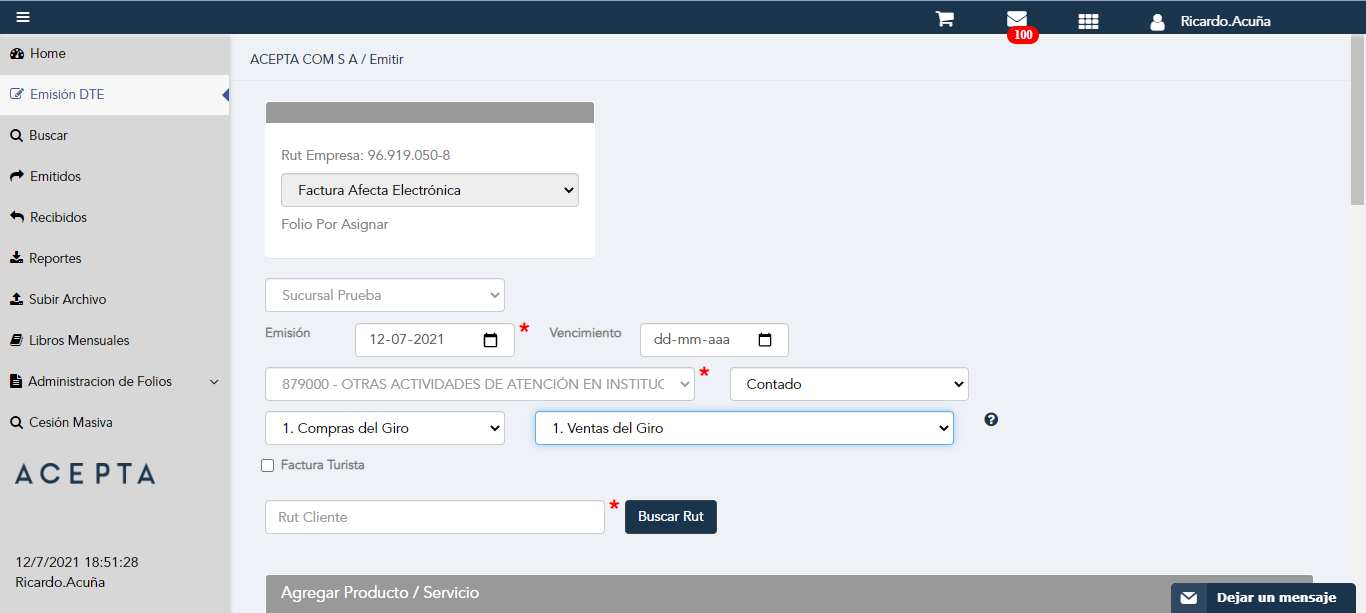 Ricardo.Acuña
100
Home
ACEPTA COM S A / Emitir
Emisión DTE
Buscar
Rut Empresa: 96.919.050-8
Emitidos
Factura Afecta Electrónica
Recibidos
Folio Por Asignar
Reportes
Subir Archivo
Sucursal Prueba
Libros Mensuales
Emisión 12-07-2021 * Vencimiento dd-mm-aaa
Administracion de Folios
879000 - OTRAS ACTIVIDADES DE ATENCIÓN EN INSTITUC * Contado
Cesión Masiva
1. Compras del Giro 1. Ventas del Giro
Factura Turista
ACEPTA
Rut Cliente * Buscar Rut
12/7/2021 18:51:28
Ricardo.Acuña
Agregar Producto / Servicio
Dejar un mensaje